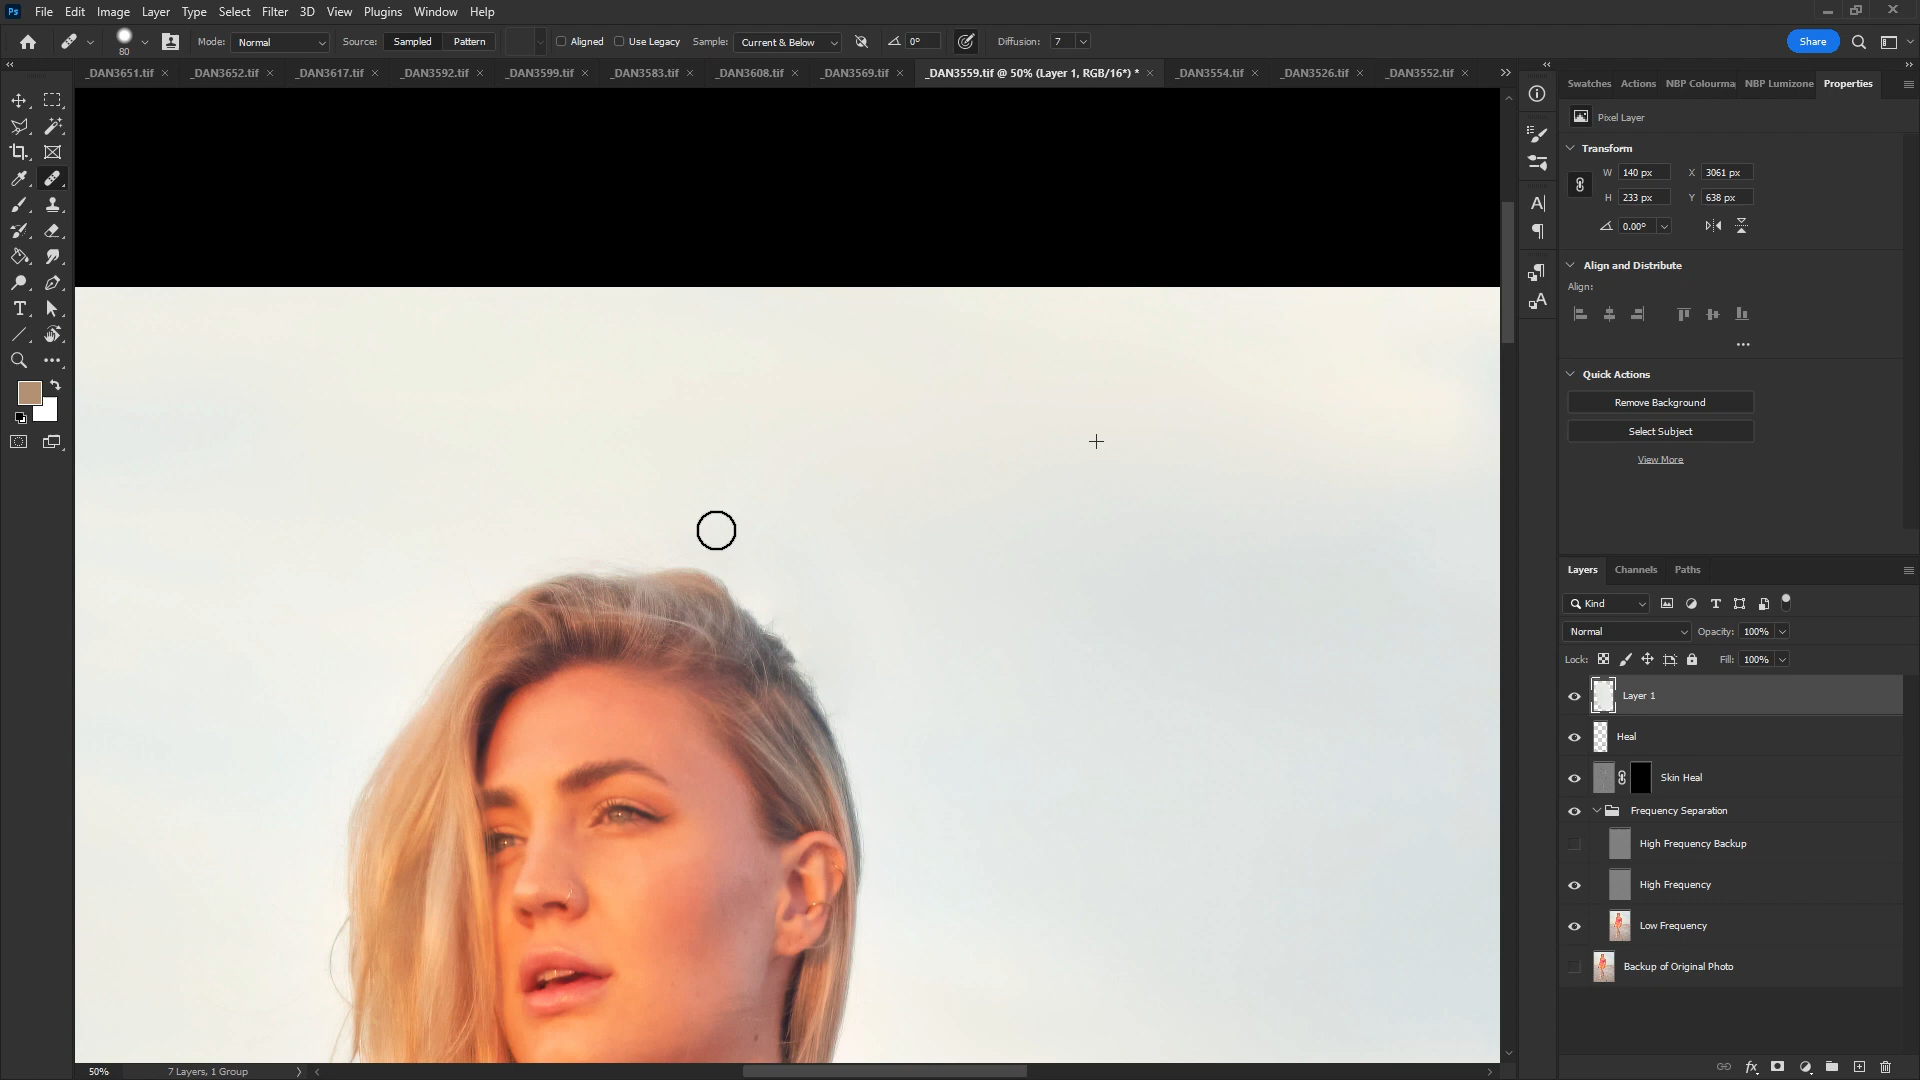 Ps File Edit Image Layer Type Select Filter 3D View Plugins Window Help
80 Mode: Normal Source: Sampled Pattern Aligned Use Legacy Sample: Current & Below 0° Diffusion: 7 Share
_DAN3651.tif _DAN3652.tif _DAN3617.tif _DAN3592.tif _DAN3599.tif _DAN3583.tif _DAN3608.tif _DAN3569.tif _DAN3559.tif @ 50% (Layer 1, RGB/16*) * _DAN3554.tif _DAN3526.tif _DAN3552.tif
Swatches Actions NBP Colourma NBP Lumizone Properties
Pixel Layer
Transform
W 140 px X 3061 px
H 233 px Y 638 px
0.00°
Align and Distribute
Align:
Quick Actions
Remove Background
Select Subject
View More
Layers Channels Paths
Kind
Normal Opacity: 100%
Lock: Fill: 100%
Layer 1
Heal
Skin Heal
Frequency Separation
High Frequency Backup
High Frequency
Low Frequency
Backup of Original Photo
50% 7 Layers, 1 Group